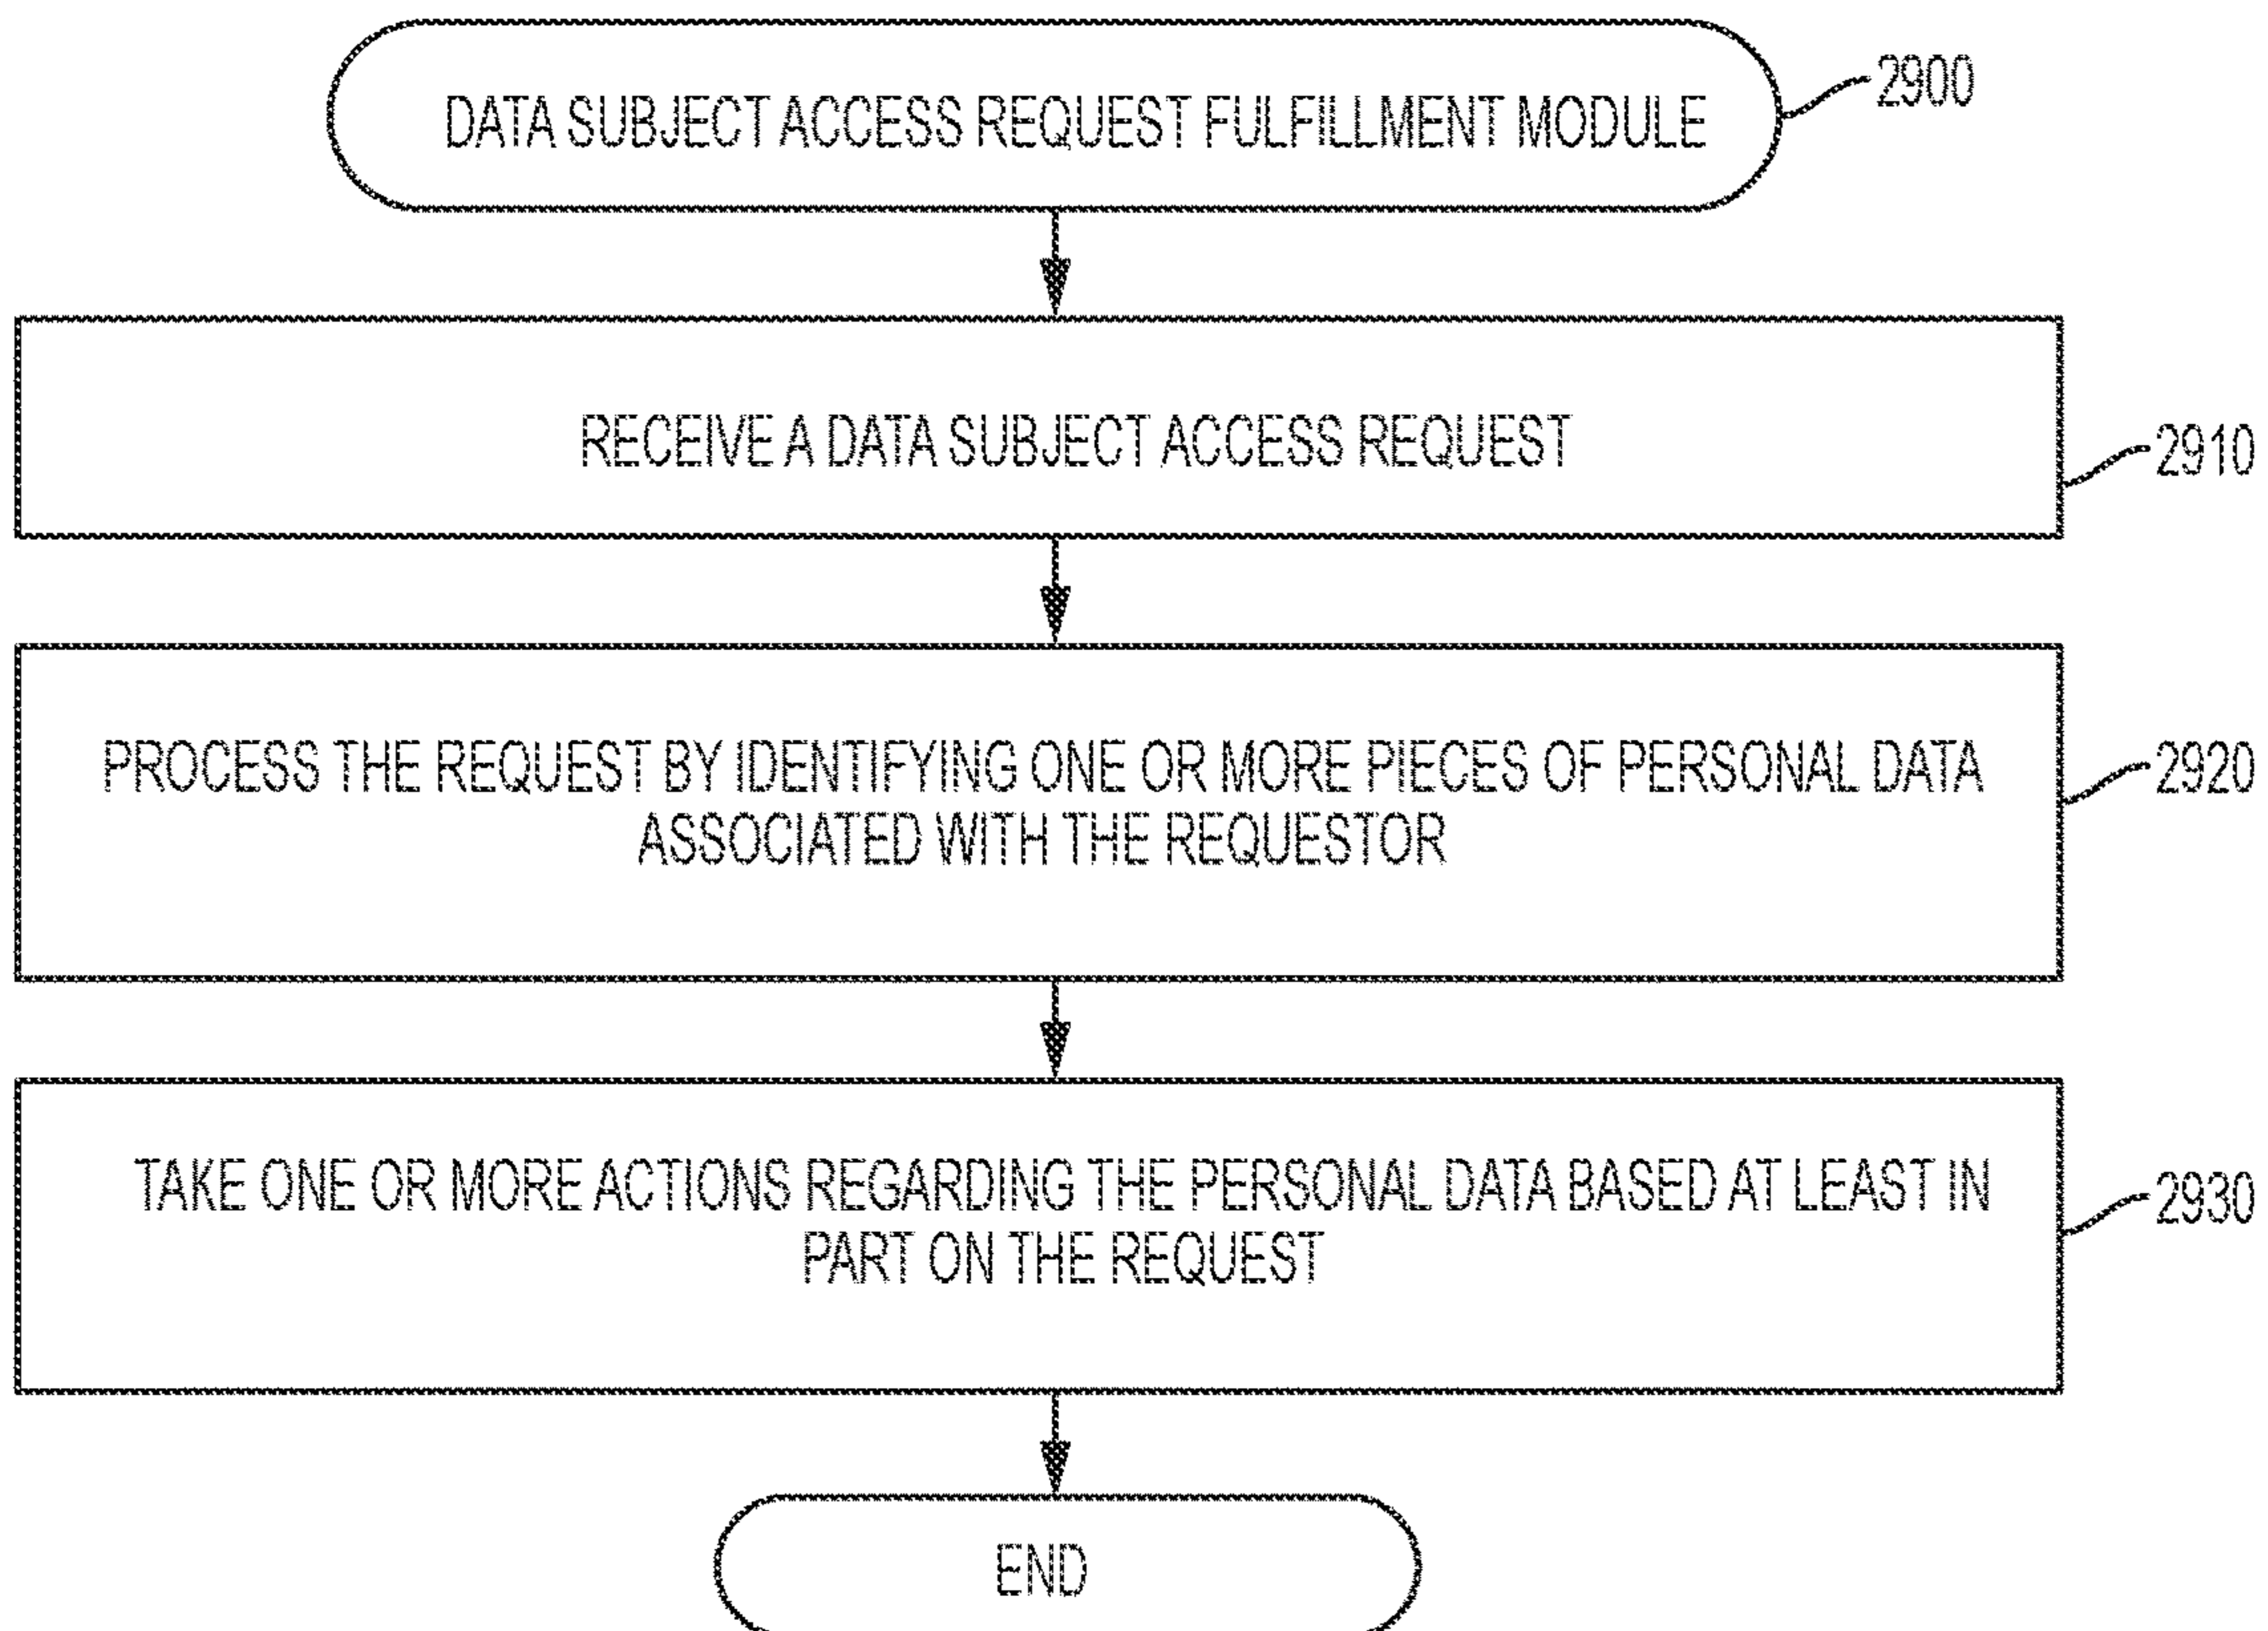 DATA SUBJECT ACCESS REQUEST FULFILLMENT MODULE
2900
RECEIVE A DATA SUBJECT ACCESS REQUEST
2910
PROCESS THE REQUEST BY IDENTIFYING ONE OR MORE PIECES OF PERSONAL DATA
ASSOCIATED WITH THE REQUESTOR
2920
TAKE ONE OR MORE ACTIONS REGARDING THE PERSONAL DATA BASED AT LEAST IN
PART ON THE REQUEST
2930
END